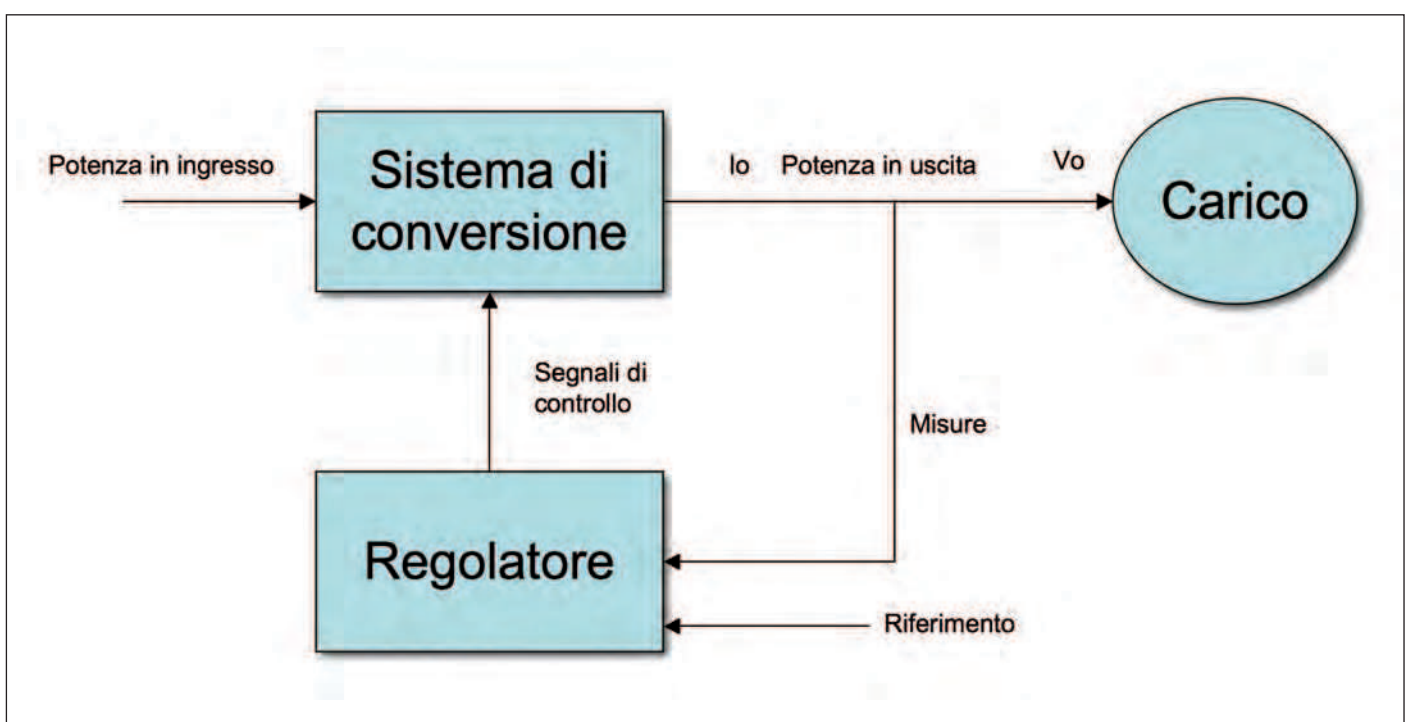 Potenza in ingresso
Sistema di
conversione
Io Potenza in uscita Vo
Carico
Segnali di
controllo
Misure
Regolatore
Riferimento